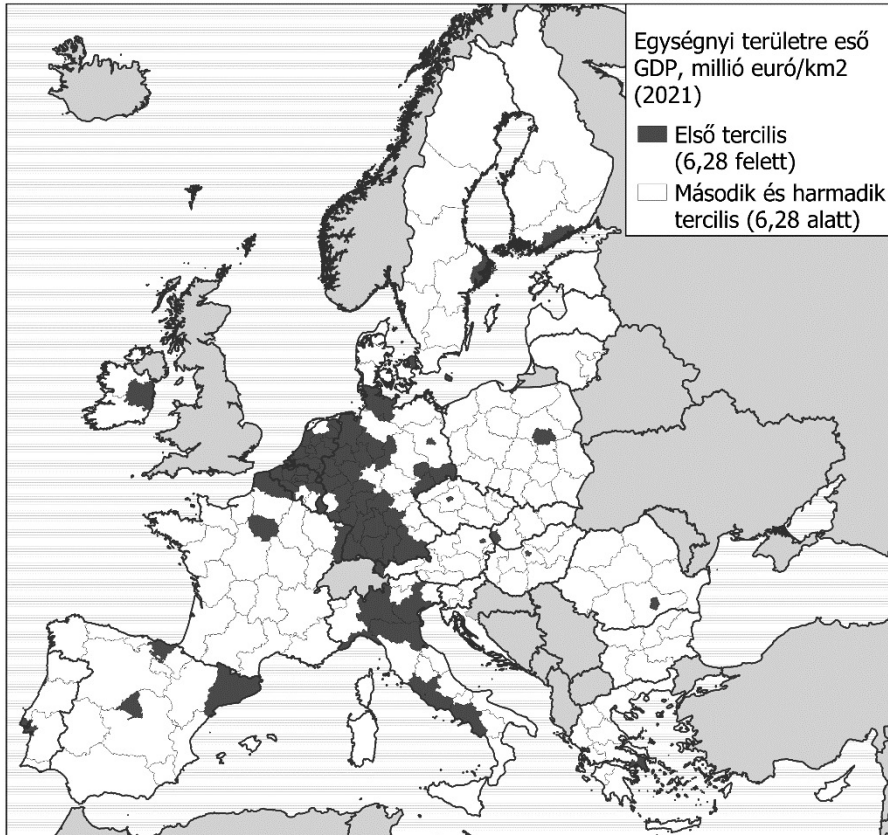 Egységnyi területre eső
GDP, millió euró/km2
(2021)
Első tercilis
(6,28 felett)
Második és harmadik
tercilis (6,28 alatt)